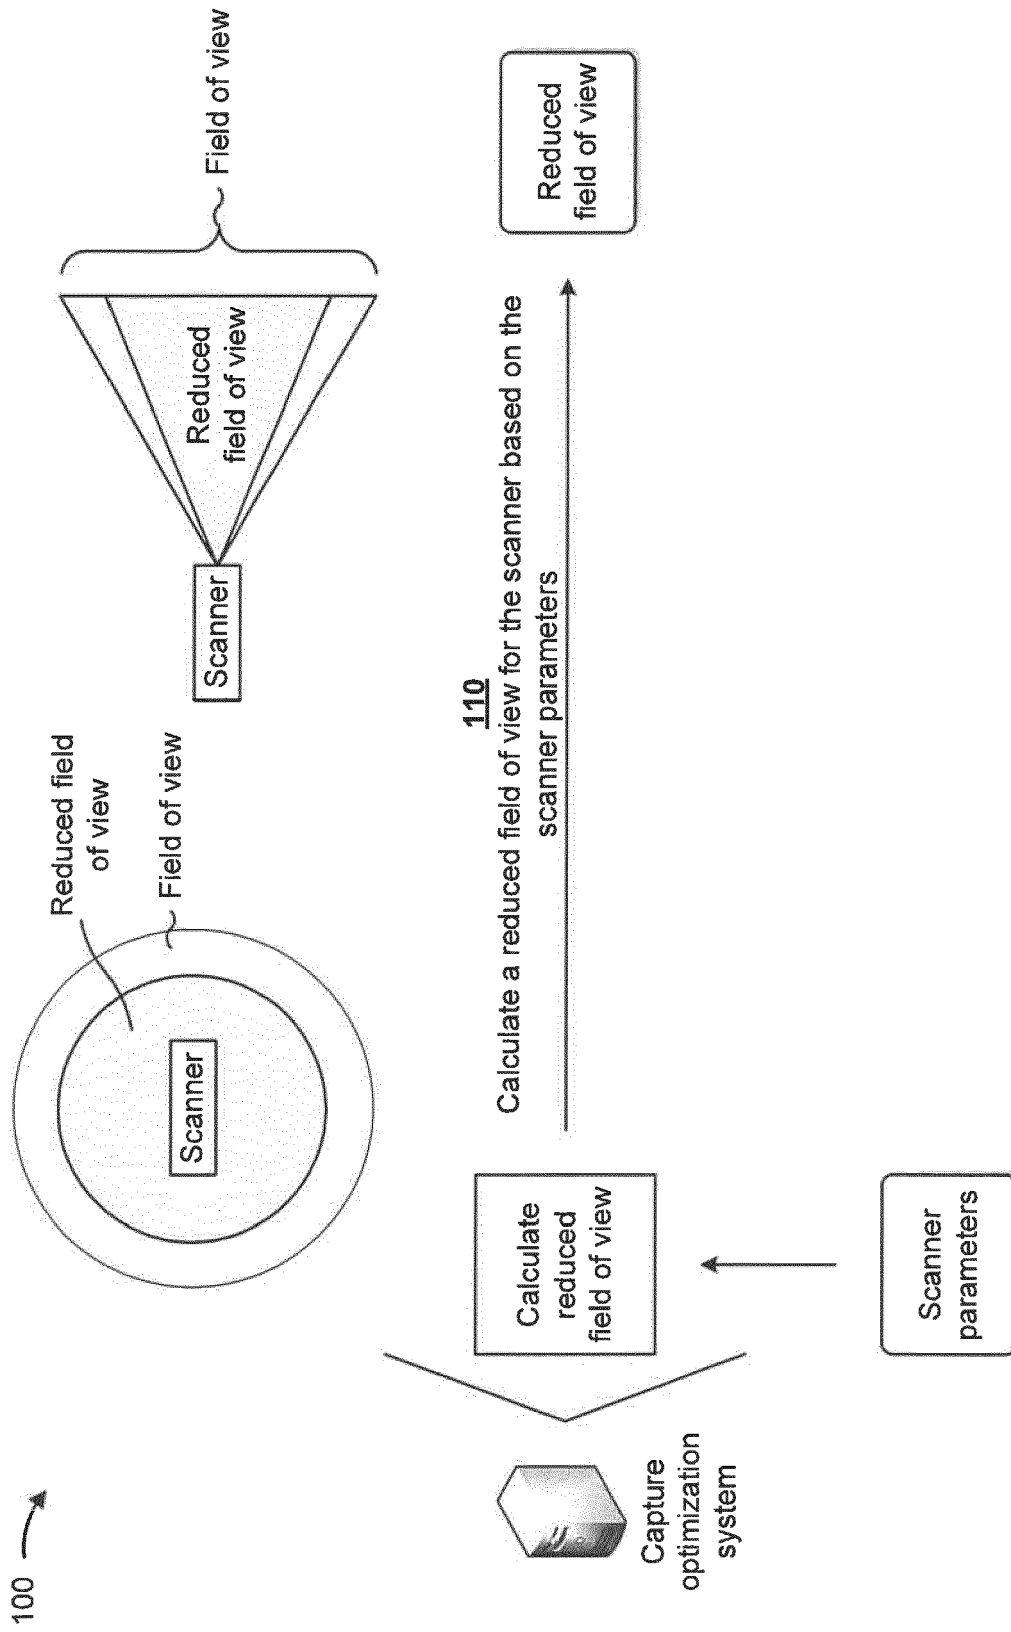 100
Reduced field
of view
Field of view
Scanner
Scanner
Reduced
field of view
Field of view
Capture
optimization
system
Calculate
reduced
field of view
Scanner
parameters
110
Calculate a reduced field of view for the scanner based on the
scanner parameters
Reduced
field of view